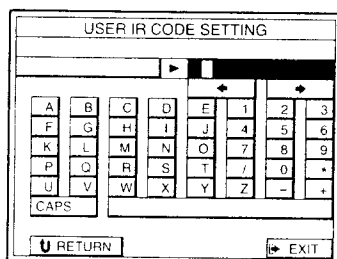 USER IR CODE SETTING
A B C D E 1 2 3
F G H I J 4 5 6
K L M N O 7 8 9
P Q R S T / 0 *
U V W X Y Z - +
CAPS
RETURN EXIT